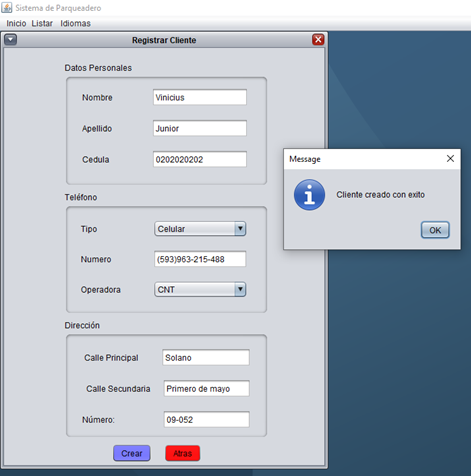 Sistema de Parqueadero
Inicio Listar Idiomas
Registrar Cliente
Datos Personales
Nombre Vinicius
Apellido Junior
Cedula 0202020202
Teléfono
Tipo Celular
Numero (593)963-215-488
Operadora CNT
Dirección
Calle Principal Solano
Calle Secundaria Primero de mayo
Número: 09-052
Crear Atras
Message
Cliente creado con exito
OK